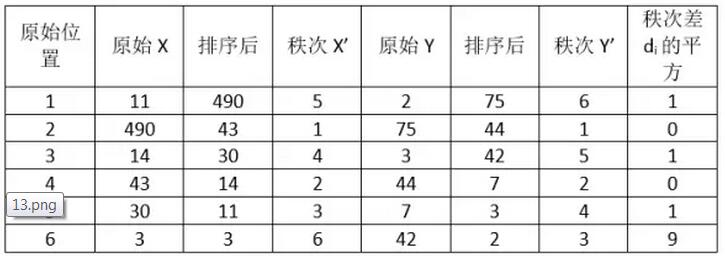 原始位置 原始 X 排序后 秩次 X’ 原始 Y 排序后 秩次 Y’ 秩次差 di 的平方
1 11 490 5 2 75 6 1
2 490 43 1 75 44 1 0
3 14 30 4 3 42 5 1
4 43 14 2 44 7 2 0
13.png
30 11 3 7 3 4 1
6 3 3 6 42 2 3 9